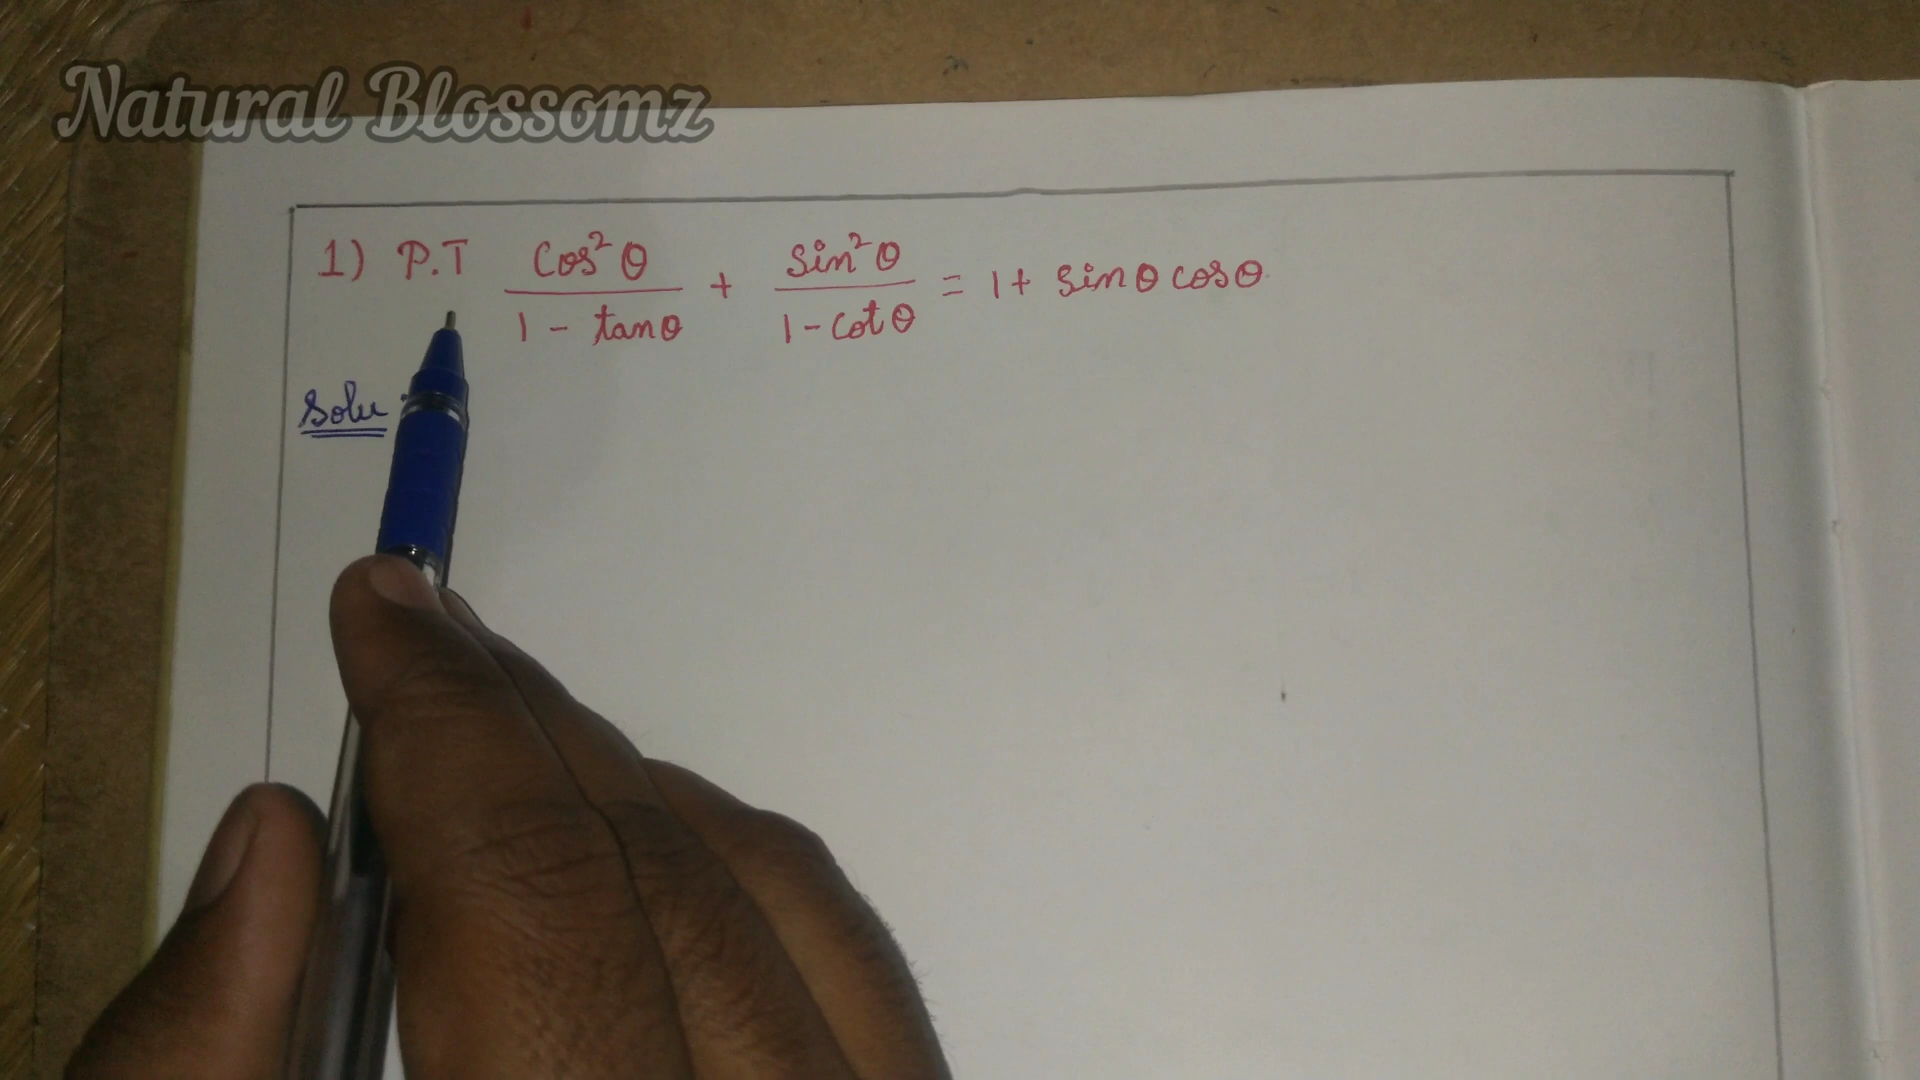 Natural Blossomz
1) P.T cos²θ / 1 - tanθ + sin²θ / 1 - cotθ = 1 + sinθ cosθ
Solu